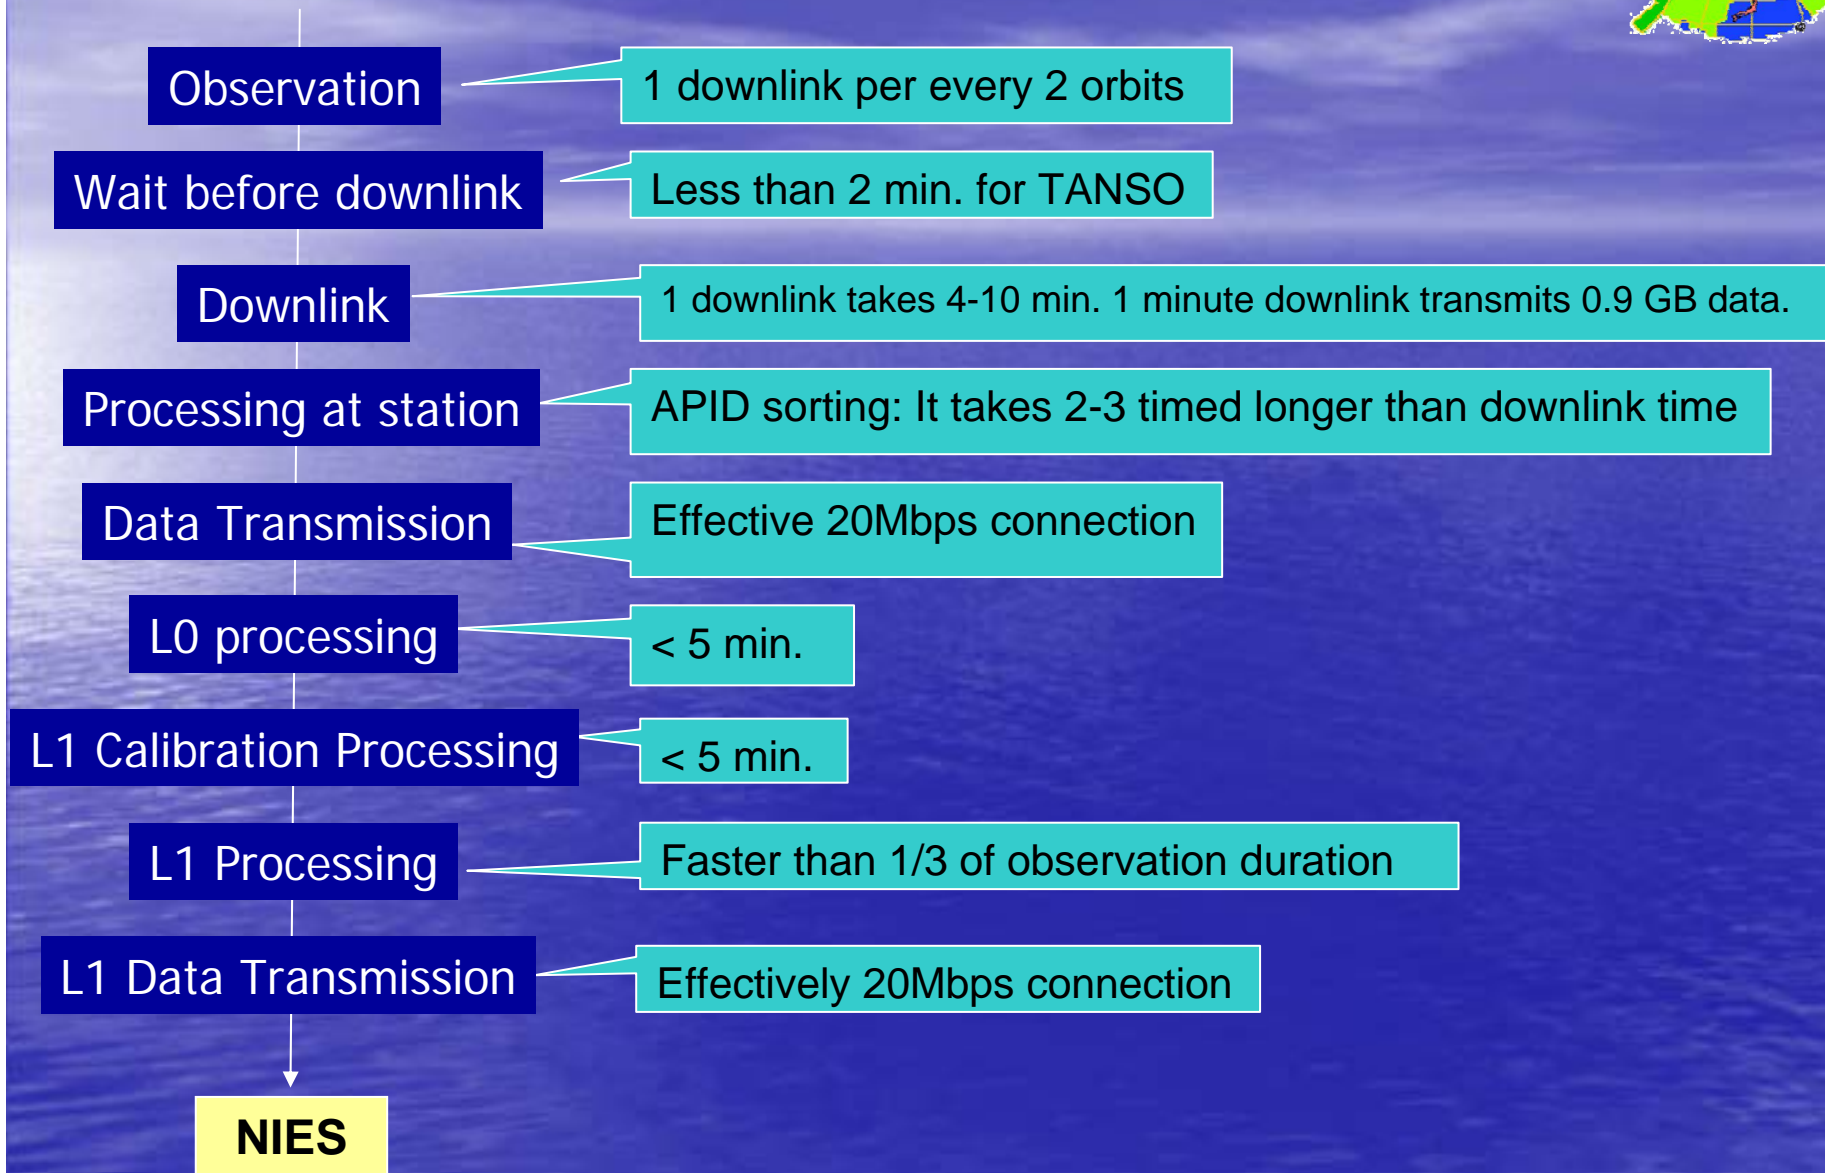 Observation
1 downlink per every 2 orbits
Wait before downlink
Less than 2 min. for TANSO
Downlink
1 downlink takes 4-10 min. 1 minute downlink transmits 0.9 GB data.
Processing at station
APID sorting: It takes 2-3 timed longer than downlink time
Data Transmission
Effective 20Mbps connection
L0 processing
< 5 min.
L1 Calibration Processing
< 5 min.
L1 Processing
Faster than 1/3 of observation duration
L1 Data Transmission
Effectively 20Mbps connection
NIES